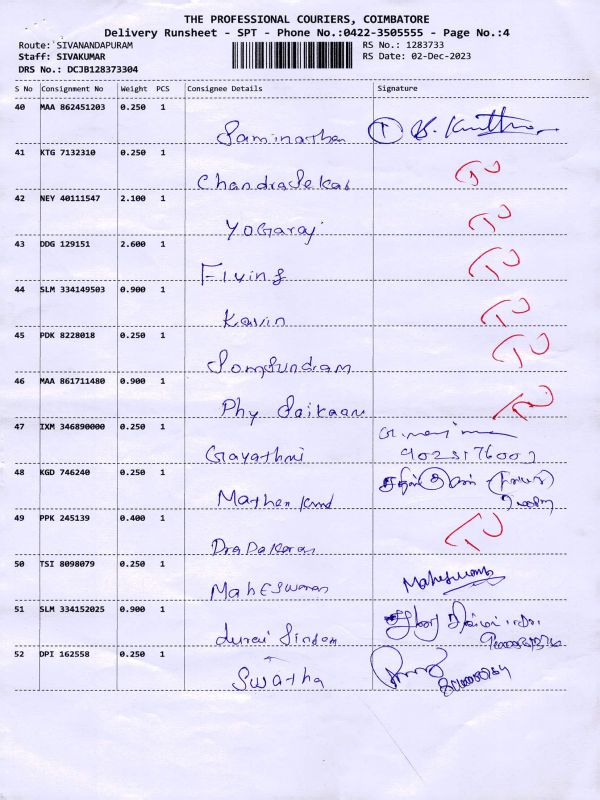 THE PROFESSIONAL COURIERS, COIMBATORE
Delivery Runsheet - SPT - Phone No.:0422-3505555 - Page No.:4
Route: SIVANANDAPURAM RS No.: 1283733
Staff: SIVAKUMAR RS Date: 02-Dec-2023
DRS No.: DCJB128373304
S No Consignment No Weight PCS Consignee Details Signature
40 MAA 862451203 0.250 1
Saminathan
41 KTG 7132310 0.250 1
ChandraSekar
42 NEY 40111547 2.100 1
YoGaraj
43 DDG 129151 2.600 1
Flying
44 SLM 334149503 0.900 1
Kavin
45 PDK 8228018 0.250 1
SomSundram
46 MAA 861711480 0.900 1
Phy Saikaan
47 IXM 346890000 0.250 1
Gayathri
48 KGD 746240 0.250 1
Mathan
49 PPK 245139 0.400 1
50 TSI 8098079 0.250 1
Maheswaran Maheswaran
51 SLM 334152025 0.900 1
durai
52 DPI 162558 0.250 1
Swatha